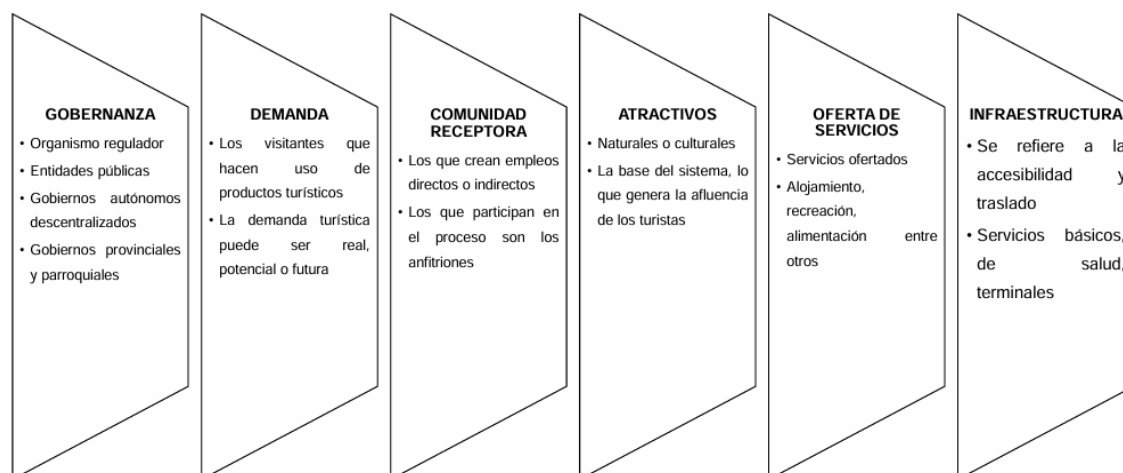 GOBERNANZA
• Organismo regulador
• Entidades públicas
• Gobiernos autónomos
descentralizados
• Gobiernos provinciales
y parroquiales
DEMANDA
• Los visitantes que
hacen uso de
productos turísticos
• La demanda turística
puede ser real,
potencial o futura
COMUNIDAD
RECEPTORA
• Los que crean empleos
directos o indirectos
• Los que participan en
el proceso son los
anfitriones
ATRACTIVOS
• Naturales o culturales
• La base del sistema, lo
que genera la afluencia
de los turistas
OFERTA DE
SERVICIOS
• Servicios ofertados
• Alojamiento,
recreación,
alimentación entre
otros
INFRAESTRUCTURA
• Se refiere a la
accesibilidad y
traslado
• Servicios básicos,
de salud,
terminales